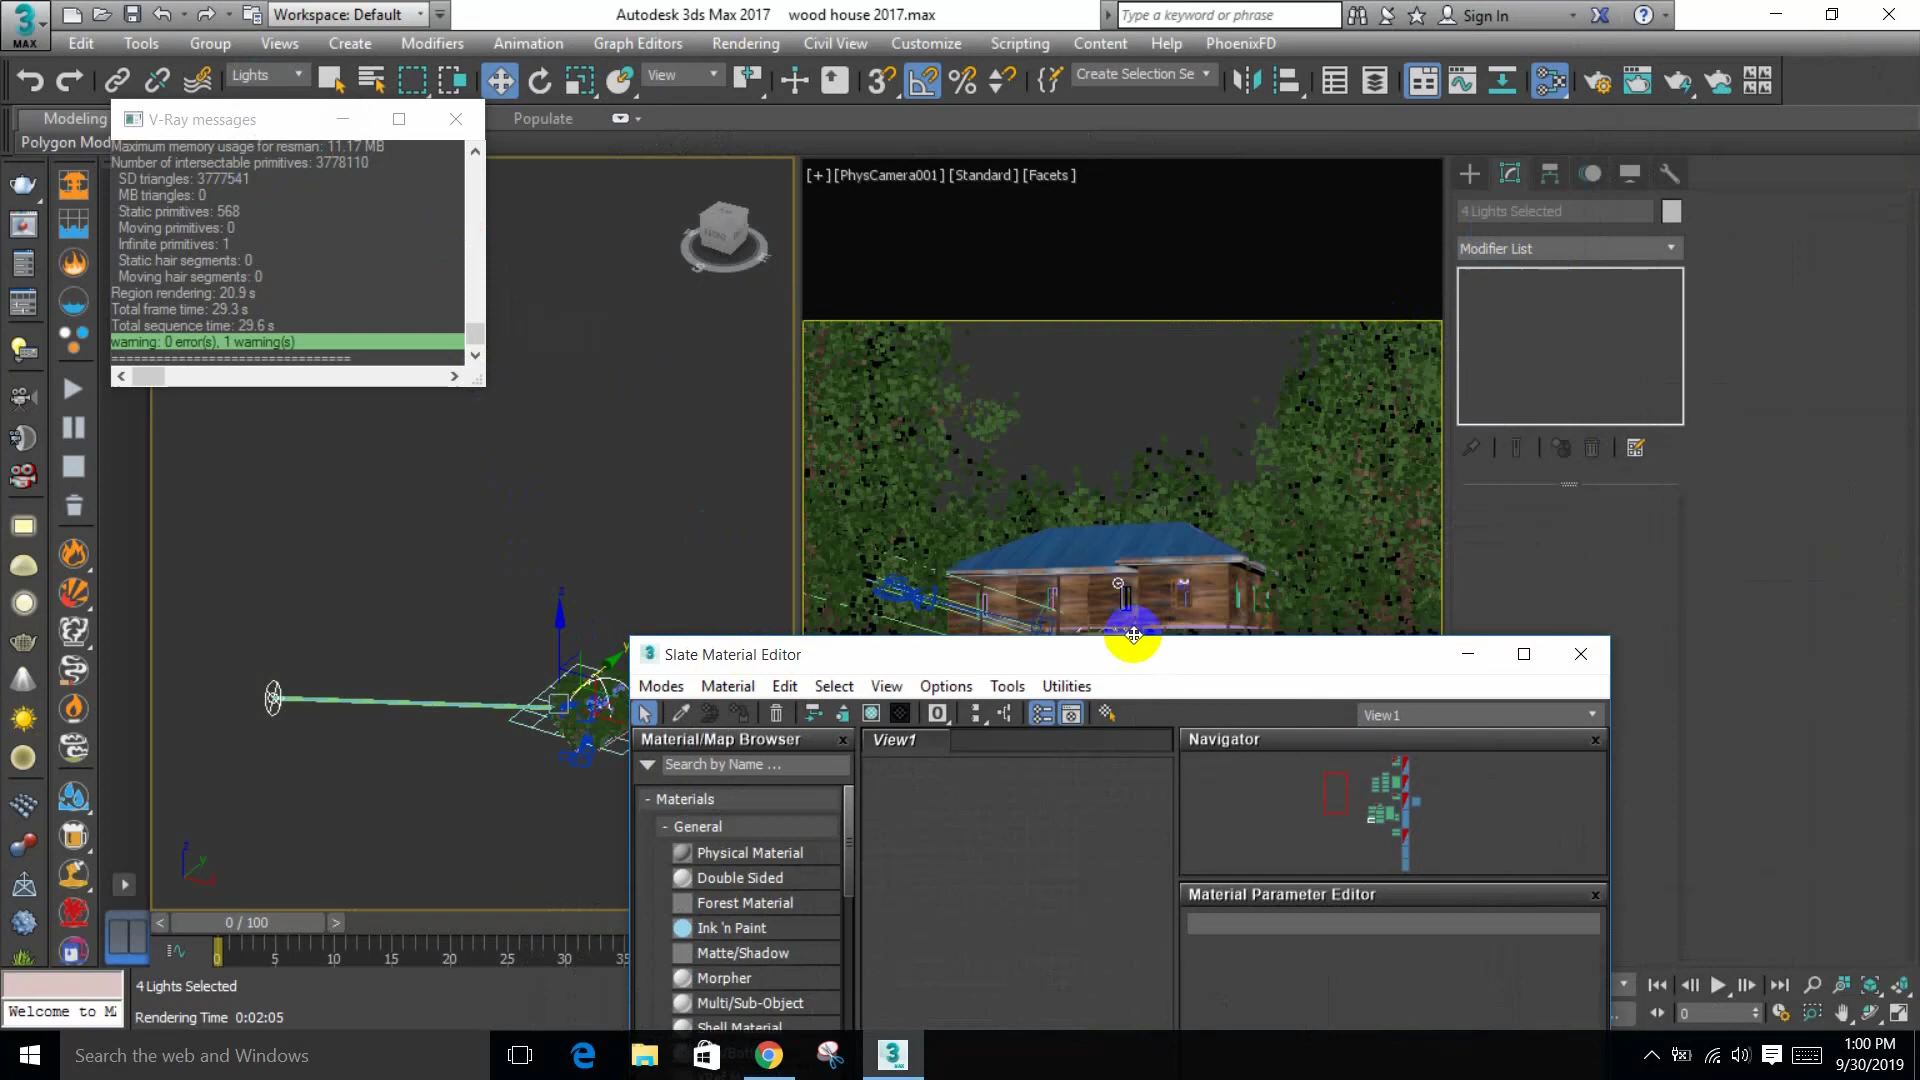 Workspace: Default
Autodesk 3ds Max 2017 wood house 2017.max
Type a keyword or phrase
Sign In
MAX
Edit Tools Group Views Create Modifiers Animation Graph Editors Rendering Civil View Customize Scripting Content Help PhoenixFD
Lights
View
Create Selection Se
Modeling
Populate
Polygon Mod
V-Ray messages
Maximum memory usage for resman: 11.17 MB
Number of intersectable primitives: 3778110
SD triangles: 3777541
MB triangles: 0
Static primitives: 568
Moving primitives: 0
Infinite primitives: 1
Static hair segments: 0
Moving hair segments: 0
Region rendering: 20.9 s
Total frame time: 29.3 s
Total sequence time: 29.6 s
warning: 0 error(s), 1 warning(s)
==============================
[+] [PhysCamera001] [Standard] [Facets]
4 Lights Selected
Modifier List
Slate Material Editor
Modes Material Edit Select View Options Tools Utilities
View1
Material/Map Browser
View1
Navigator
Search by Name ...
- Materials
- General
Physical Material
Double Sided
Forest Material
Ink 'n Paint
Matte/Shadow
Morpher
Multi/Sub-Object
Shell Material
Material Parameter Editor
z
y
z
y
0 / 100
0 5 10 15 20 25 30 35
4 Lights Selected
Welcome to M
Rendering Time 0:02:05
0
Search the web and Windows
1:00 PM
9/30/2019